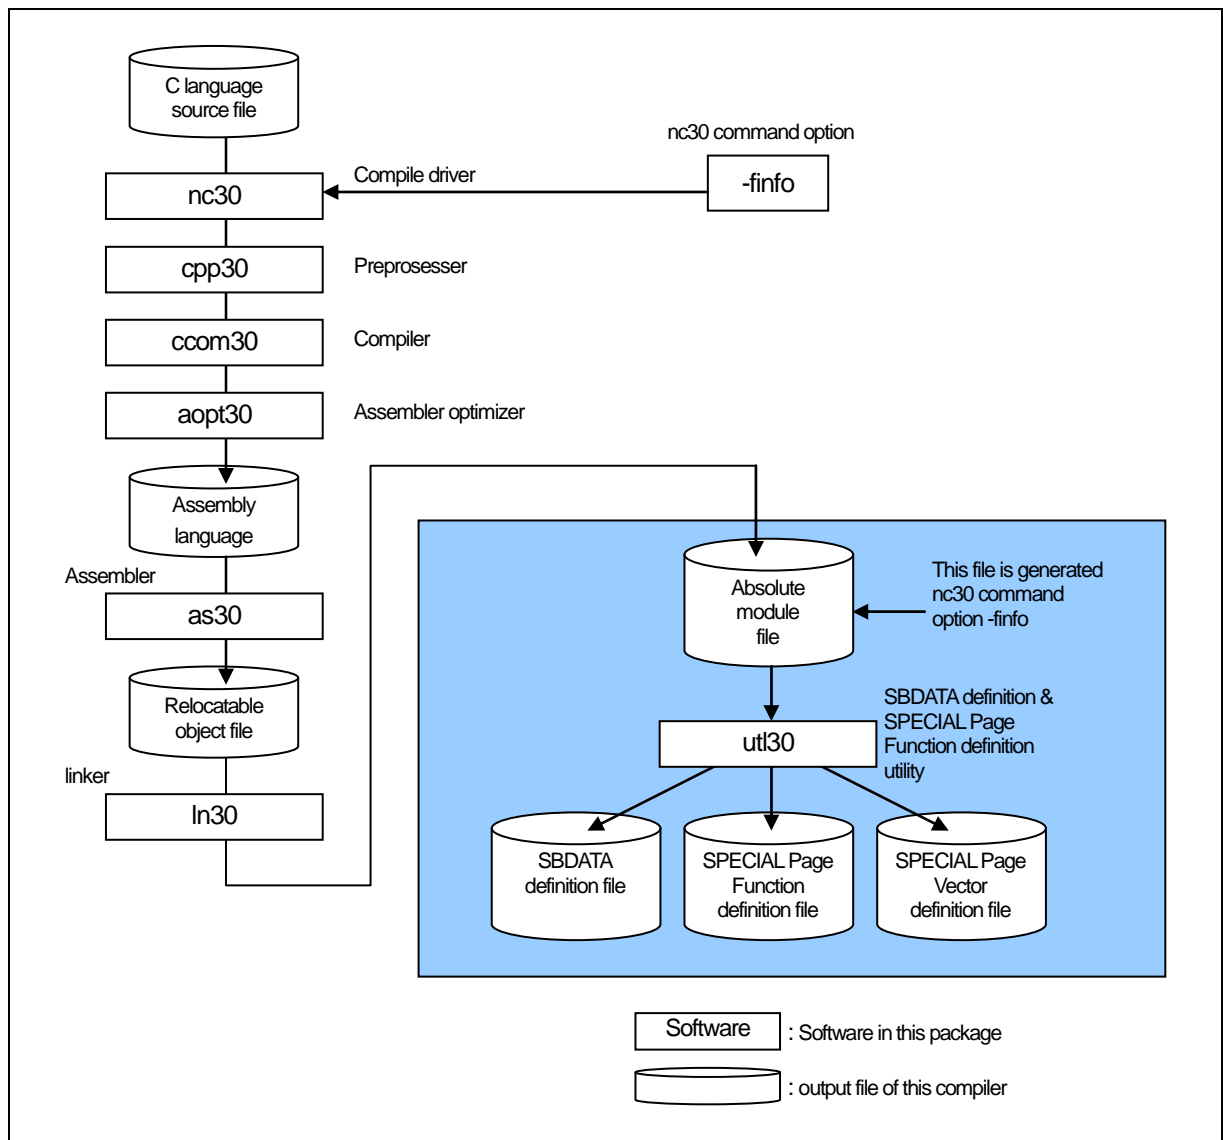 C language
source file
nc30 command option
-finfo
Compile driver
nc30
cpp30
Preprosesser
ccom30
Compiler
aopt30
Assembler optimizer
Assembly
language
Assembler
as30
Relocatable
object file
linker
ln30
Absolute
module
file
This file is generated
nc30 command
option -finfo
utl30
SBDATA definition &
SPECIAL Page
Function definition
utility
SBDATA
definition file
SPECIAL Page
Function
definition file
SPECIAL Page
Vector
definition file
Software
: Software in this package
: output file of this compiler